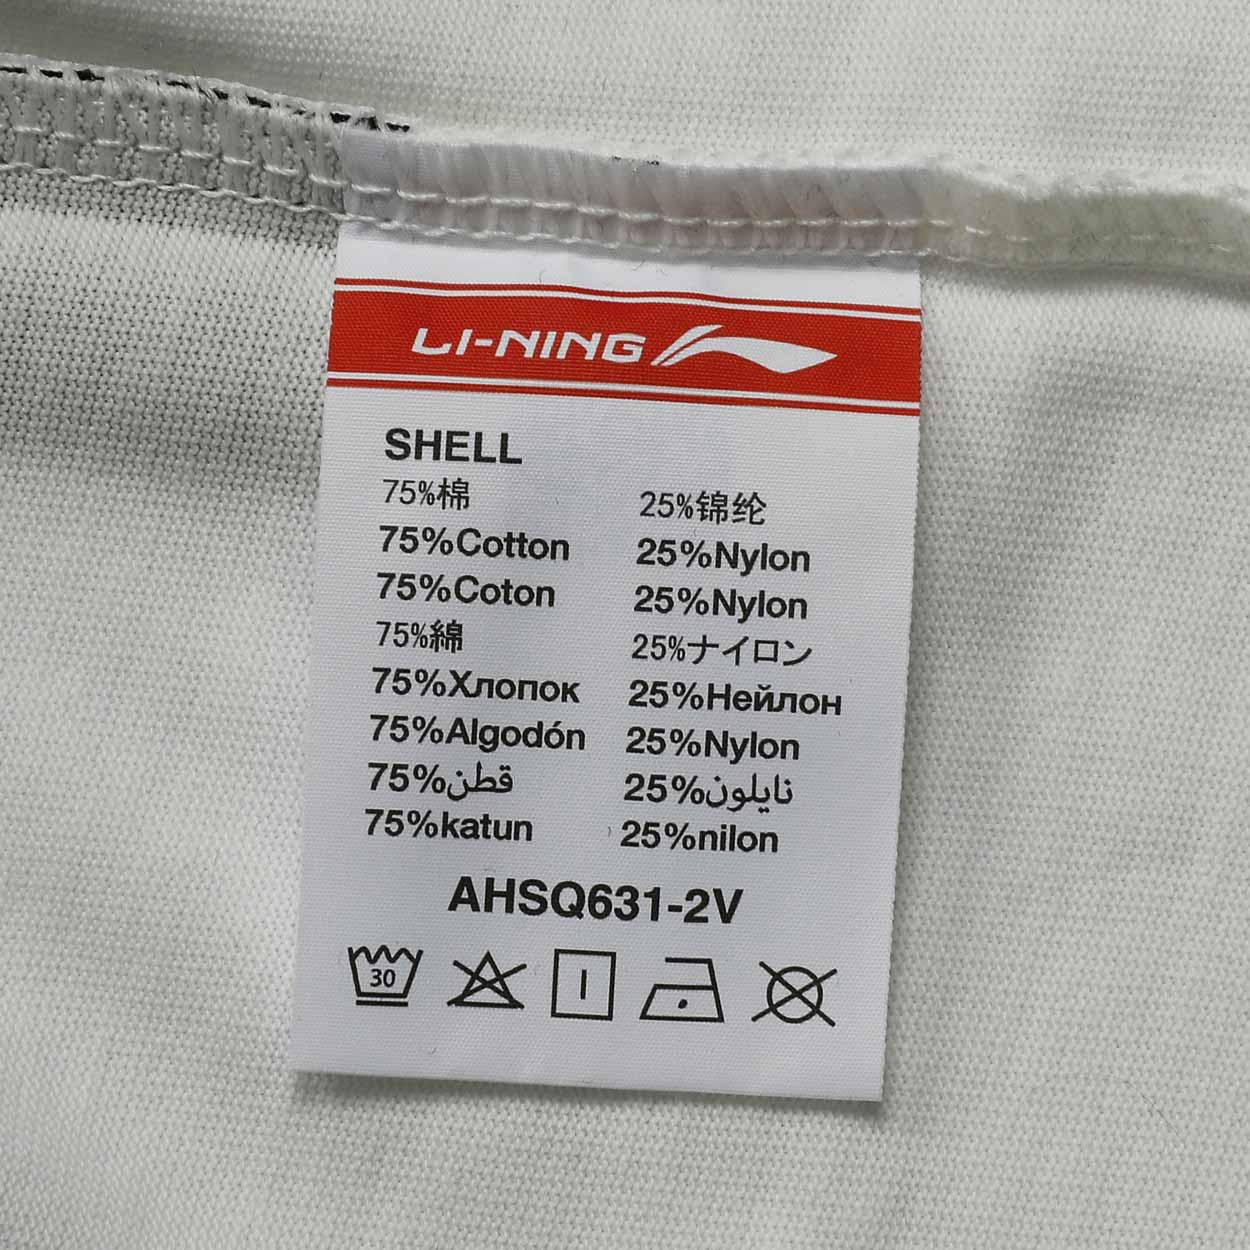 LI-NING
SHELL
75%棉 25%锦纶
75%Cotton 25%Nylon
75%Coton 25%Nylon
75%綿 25%ナイロン
75%Хлопок 25%Нейлон
75%Algodón 25%Nylon
75%قطن 25%نايلون
75%katun 25%nilon
AHSQ631-2V
30